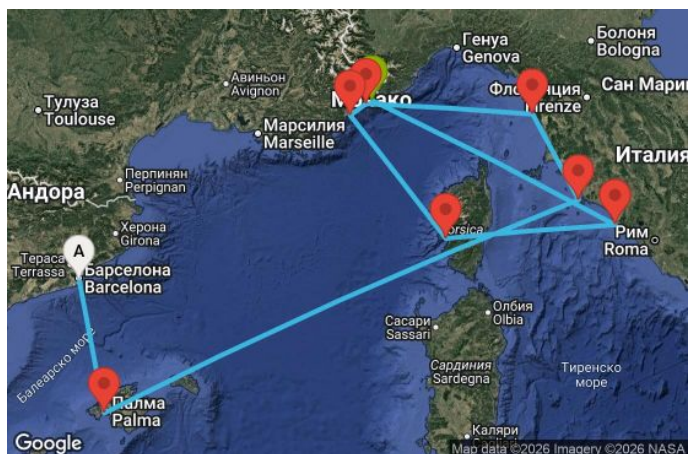 Болоня
Bologna
Генуа
Genova
Авиньон
Avignon
Монако
Флоренция
Firenze
Сан Мари
Тулуза
Toulouse
Марсилия
Marseille
Италия
Перпинян
Perpignan
Андора
Херона
Girona
Corsica
Рим
Roma
A
Тераса
Terrassa
Барселона
Barcelona
Олбия
Olbia
Сасари
Sassari
Балеарско море
Сардиния
Sardegna
Тиренско
море
Палма
Palma
Каляри
Google
Map data ©2026 Imagery ©2026 NASA